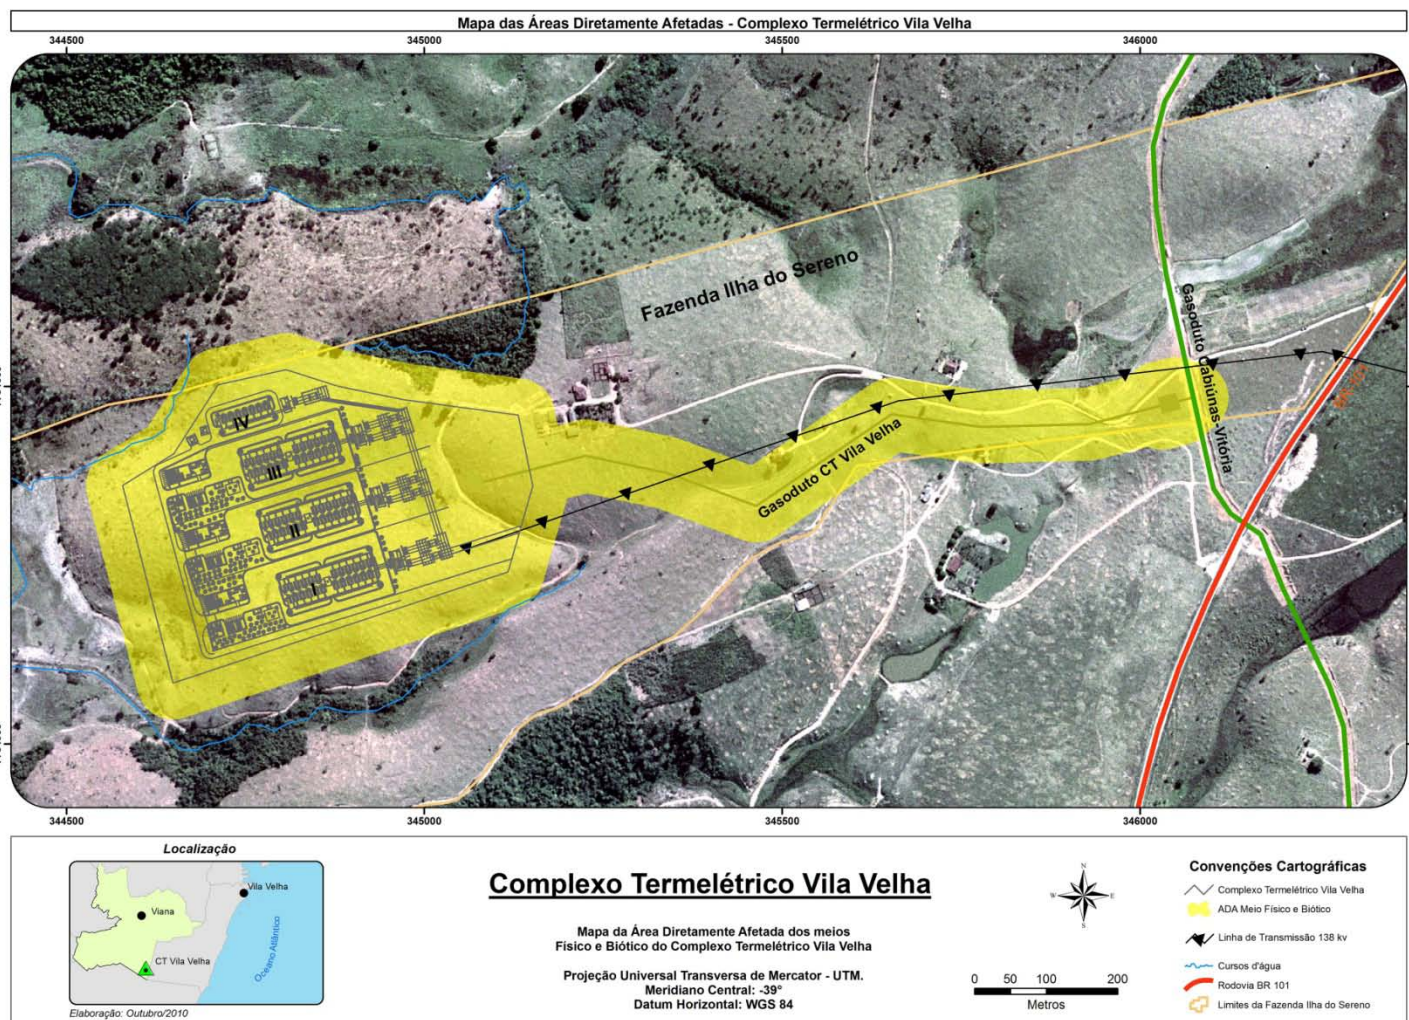 Mapa das Áreas Diretamente Afetadas - Complexo Termelétrico Vila Velha
344500
345000
345500
346000
Fazenda Ilha do Sereno
Gasoduto Cabiúnas-Vitória
IV
III
II
I
Gasoduto CT Vila Velha
344500
345000
345500
346000
Localização
Vila Velha
Viana
CT Vila Velha
Oceano Atlântico
Elaboração: Outubro/2010
Complexo Termelétrico Vila Velha
Mapa da Área Diretamente Afetada dos meios
Físico e Biótico do Complexo Termelétrico Vila Velha
Projeção Universal Transversa de Mercator - UTM.
Meridiano Central: -39°
Datum Horizontal: WGS 84
N
W
E
S
0 50 100 200
Metros
Convenções Cartográficas
Complexo Termelétrico Vila Velha
ADA Meio Físico e Biótico
Linha de Transmissão 138 kv
Cursos d'água
Rodovia BR 101
Limites da Fazenda Ilha do Sereno